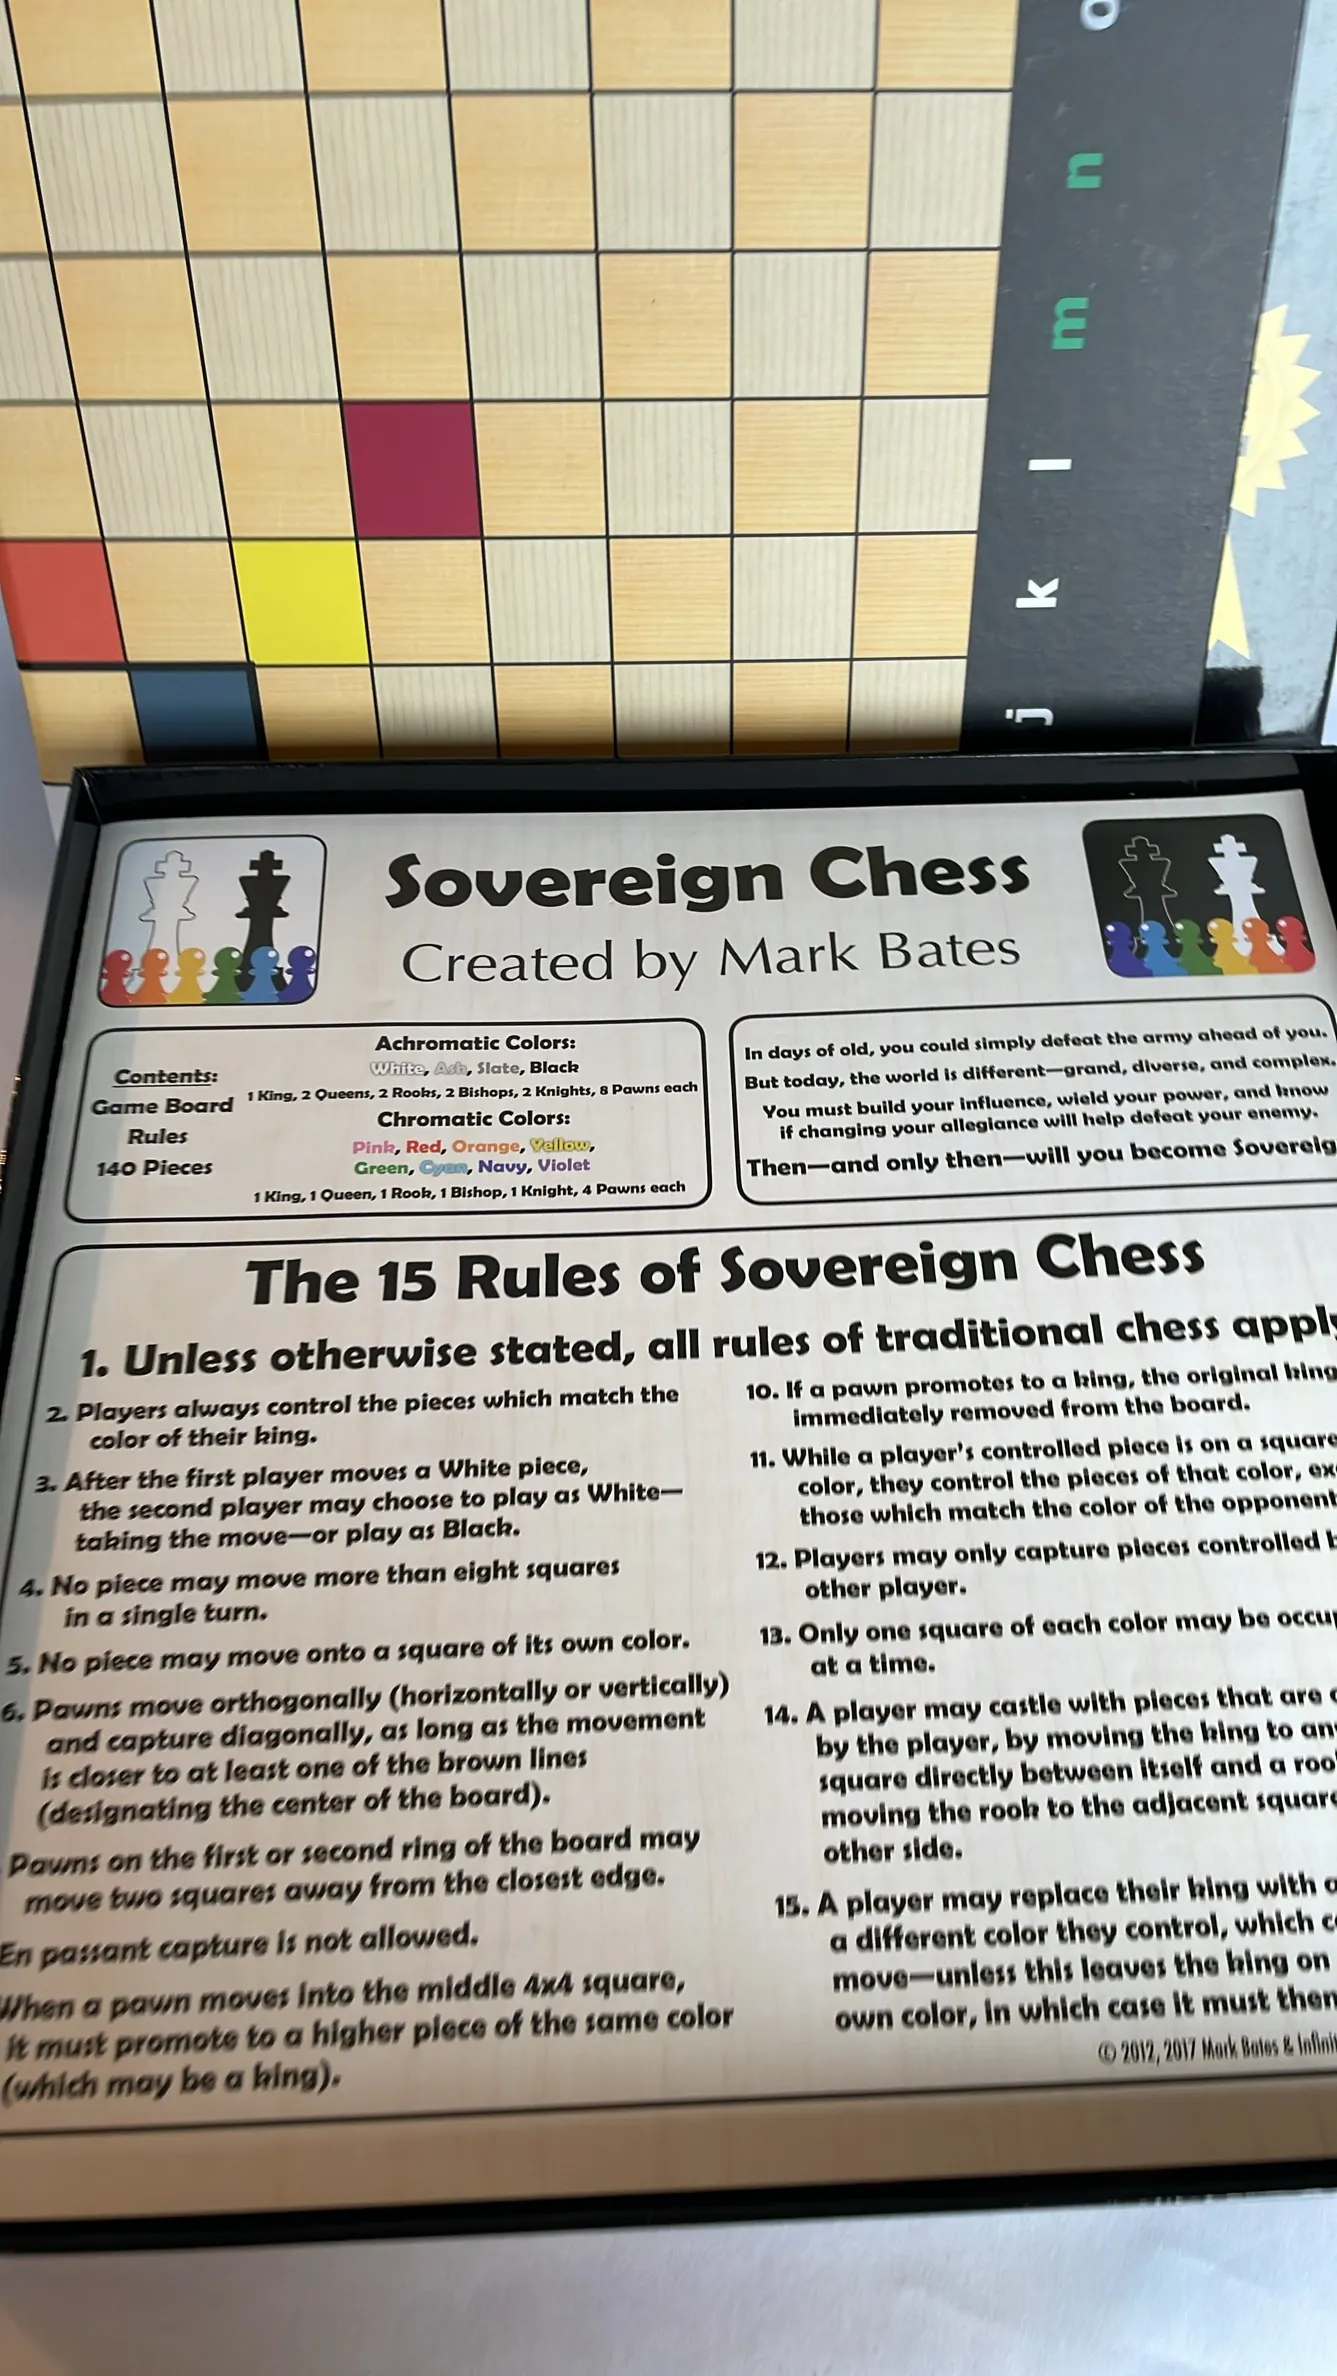 o
n
m
l
k
j
Sovereign Chess
Created by Mark Bates
Contents:
Game Board
Rules
140 Pieces
Achromatic Colors:
White, Ash, Slate, Black
1 King, 2 Queens, 2 Rooks, 2 Bishops, 2 Knights, 8 Pawns each
Chromatic Colors:
Pink, Red, Orange, Yellow,
Green, Cyan, Navy, Violet
1 King, 1 Queen, 1 Rook, 1 Bishop, 1 Knight, 4 Pawns each
In days of old, you could simply defeat the army ahead of you.
But today, the world is different—grand, diverse, and complex.
You must build your influence, wield your power, and know
if changing your allegiance will help defeat your enemy.
Then—and only then—will you become Sovereig
The 15 Rules of Sovereign Chess
1. Unless otherwise stated, all rules of traditional chess apply
2. Players always control the pieces which match the
color of their king.
3. After the first player moves a White piece,
the second player may choose to play as White—
taking the move—or play as Black.
4. No piece may move more than eight squares
in a single turn.
5. No piece may move onto a square of its own color.
6. Pawns move orthogonally (horizontally or vertically)
and capture diagonally, as long as the movement
is closer to at least one of the brown lines
(designating the center of the board).
Pawns on the first or second ring of the board may
move two squares away from the closest edge.
En passant capture is not allowed.
When a pawn moves into the middle 4x4 square,
it must promote to a higher piece of the same color
(which may be a king).
10. If a pawn promotes to a king, the original king
immediately removed from the board.
11. While a player's controlled piece is on a square
color, they control the pieces of that color, ex
those which match the color of the opponent
12. Players may only capture pieces controlled
other player.
13. Only one square of each color may be occup
at a time.
14. A player may castle with pieces that are
by the player, by moving the king to an
square directly between itself and a roo
moving the rook to the adjacent square
other side.
15. A player may replace their king with
a different color they control, which
move—unless this leaves the king on
own color, in which case it must then
© 2012, 2017 Mark Bates & Infinit